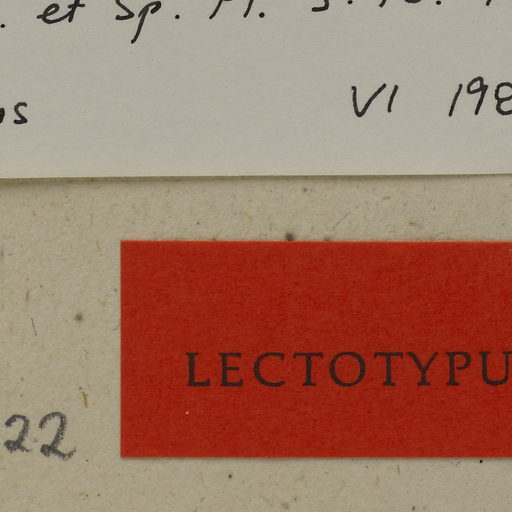 et Sp. Pl.
VI 198
LECTOTYPU
22